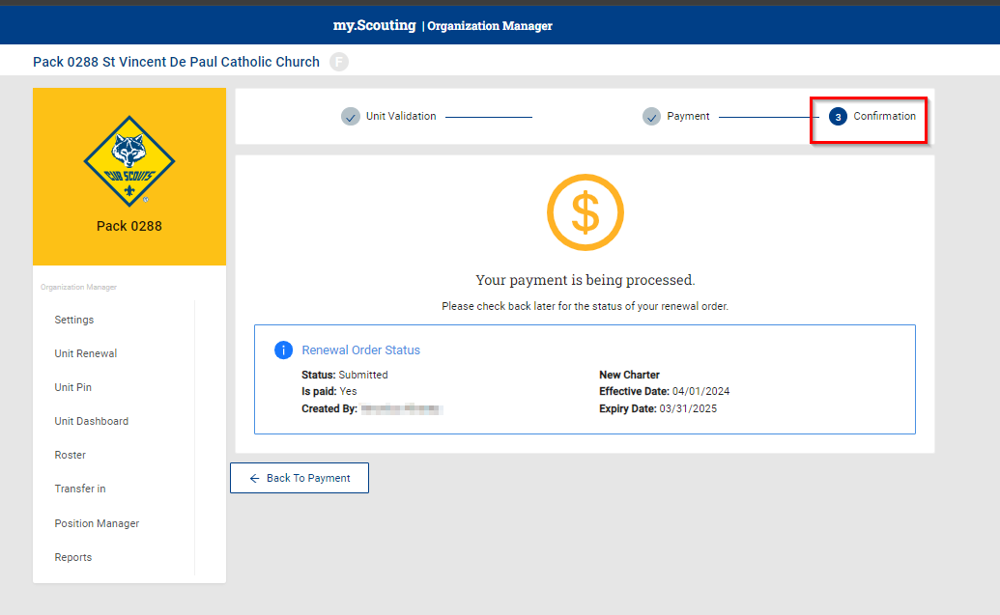 my.Scouting | Organization Manager
Pack 0288 St Vincent De Paul Catholic Church F
CUB SCOUTS
Pack 0288
Organization Manager
Settings
Unit Renewal
Unit Pin
Unit Dashboard
Roster
Transfer in
Position Manager
Reports
Unit Validation
Payment
3 Confirmation
$
Your payment is being processed.
Please check back later for the status of your renewal order.
i Renewal Order Status
Status: Submitted
Is paid: Yes
Created By:
New Charter
Effective Date: 04/01/2024
Expiry Date: 03/31/2025
Back To Payment